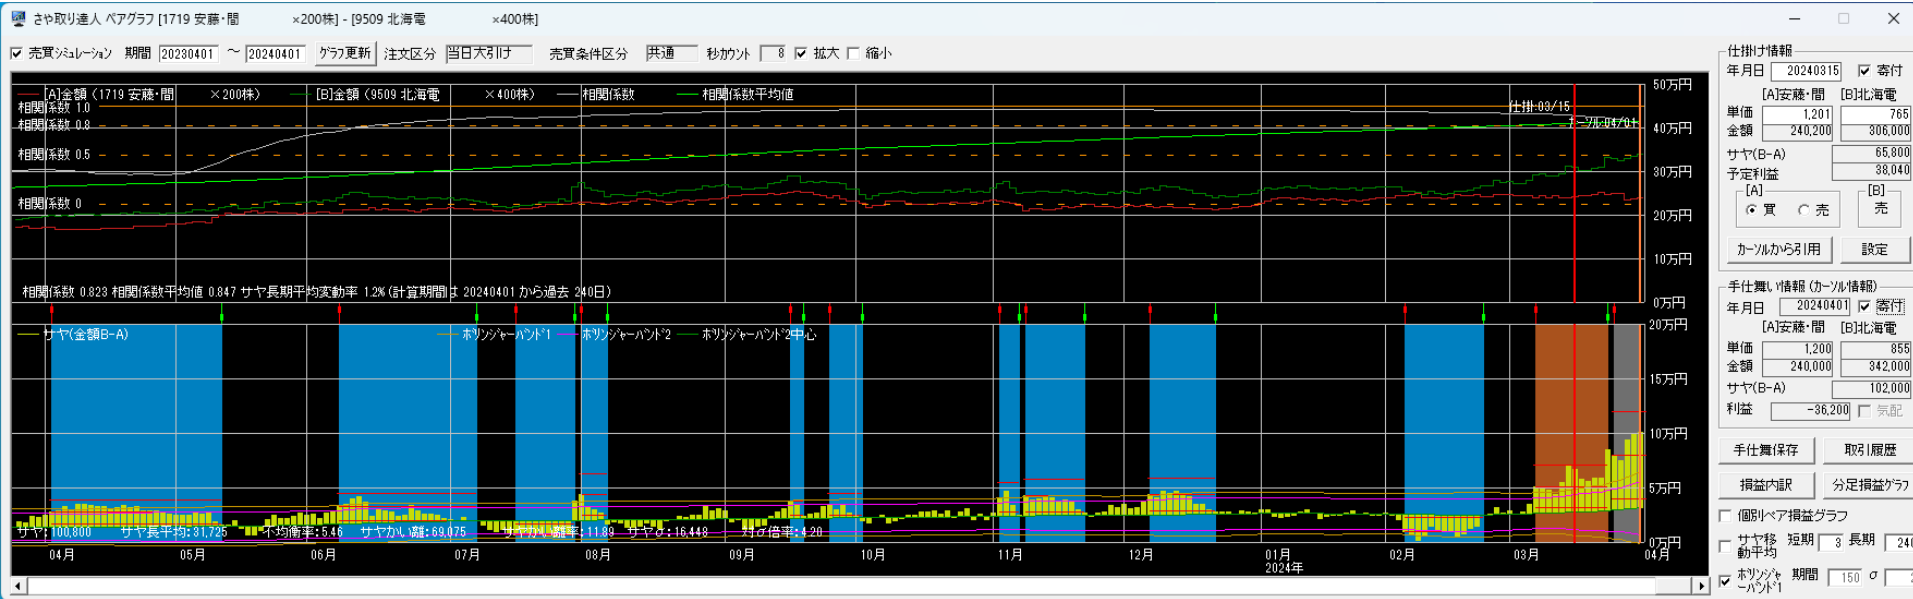 さや取り達人 ペアグラフ [1719 安藤・間 ×200株] - [9509 北海電 ×400株]
売買シミュレーション 期間 20230401 ～ 20240401 グラフ更新 注文区分 当日大引け 売買条件区分 共通 秒カウント 8 拡大 縮小
[A]金額 (1719 安藤・間 ×200株) [B]金額 (9509 北海電 ×400株) 相関係数 相関係数平均値
相関係数 1.0
相関係数 0.8
相関係数 0.5
相関係数 0
仕掛:03/15
カーソル:04/01
50万円
40万円
30万円
20万円
10万円
0万円
相関係数 0.823 相関係数平均値 0.847 サヤ長期平均変動率 1.2% (計算期間は 20240401 から過去 240日)
サヤ(金額B-A) ボリンジャーバンド1 ボリンジャーバンド2 ボリンジャーバンド2中心
20万円
15万円
10万円
5万円
0万円
サヤ:100,800 サヤ長平均:31,725 不均衡率:5.46 サヤかい離:69,075 サヤかい離率:11.89 サヤσ:16,448 対σ倍率:4.20
04月 05月 06月 07月 08月 09月 10月 11月 12月 01月 02月 03月 04月
2024年
仕掛け情報
年月日 20240315 寄付
[A]安藤・間 [B]北海電
単価 1,201 765
金額 240,200 306,000
サヤ(B-A) 65,800
予定利益 38,040
[A] [B]
買 売 売
カーソルから引用 設定
手仕舞い情報 (カーソル情報)
年月日 20240401 寄付
[A]安藤・間 [B]北海電
単価 1,200 855
金額 240,000 342,000
サヤ(B-A) 102,000
利益 -36,200 気配
手仕舞保存 取引履歴
損益内訳 分足損益グラフ
個別ペア損益グラフ
サヤ移動平均 短期 3 長期 240
ボリンジャーバンド1 期間 150 σ